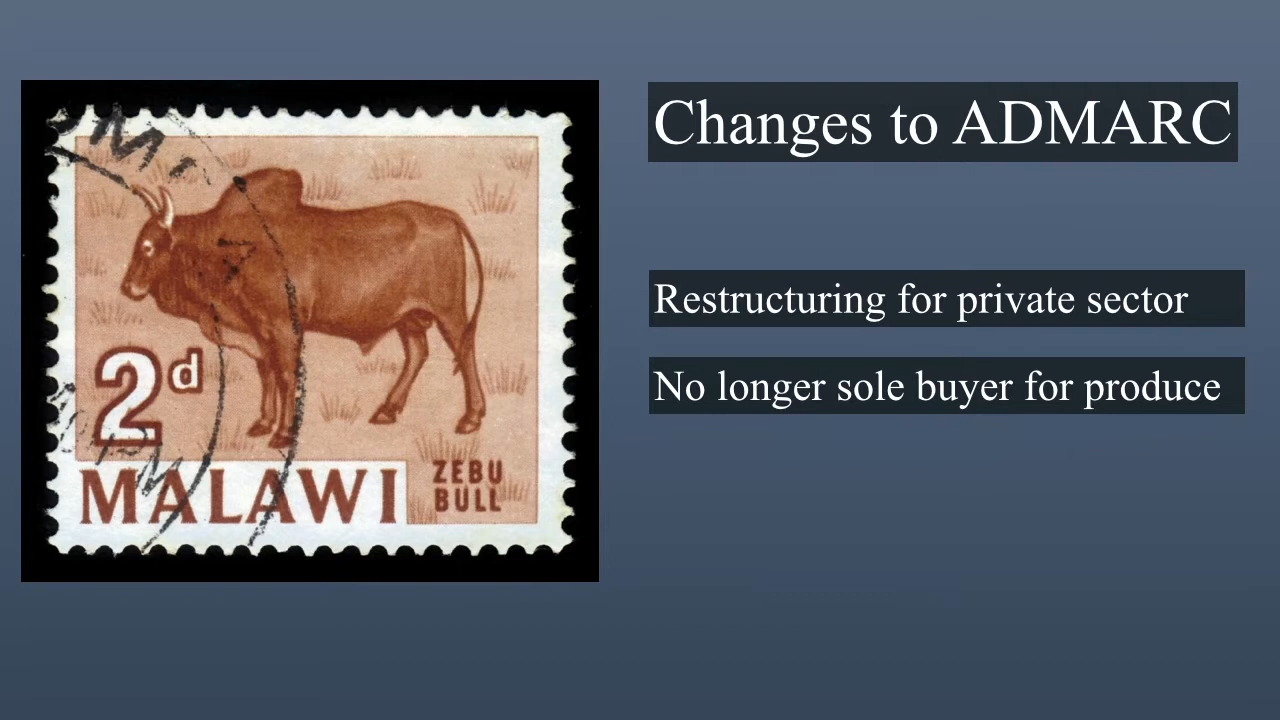 Changes to ADMARC
Restructuring for private sector
No longer sole buyer for produce
2d
MALAWI
ZEBU
BULL